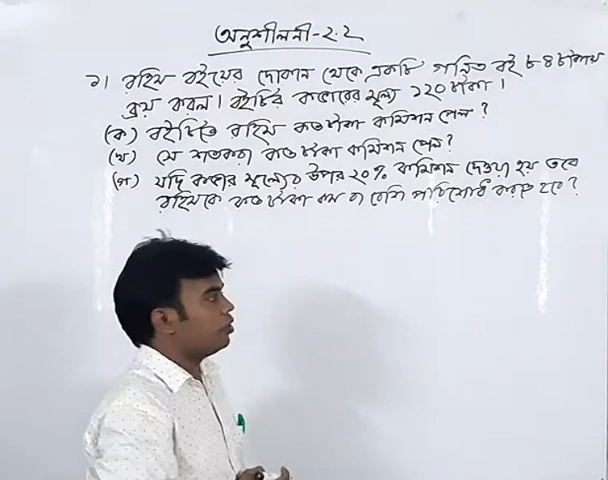 অনুশীলনী-২.২
১। রহিম বইয়ের দোকান থেকে একটি গনিত বই ৮৪ টাকায়
ক্রয় করল। বইটির কভারের মূল্য ১২০ টাকা।
(ক) বইটিতে রহিম কত টাকা কমিশন পেল?
(খ) সে শতকরা কত টাকা কমিশন পেল?
(গ) যদি কভার মূল্যের উপর ২০% কমিশন দেওয়া হয় তবে
রহিমকে কত টাকা কম বা বেশি পরিশোধ করতে হবে?